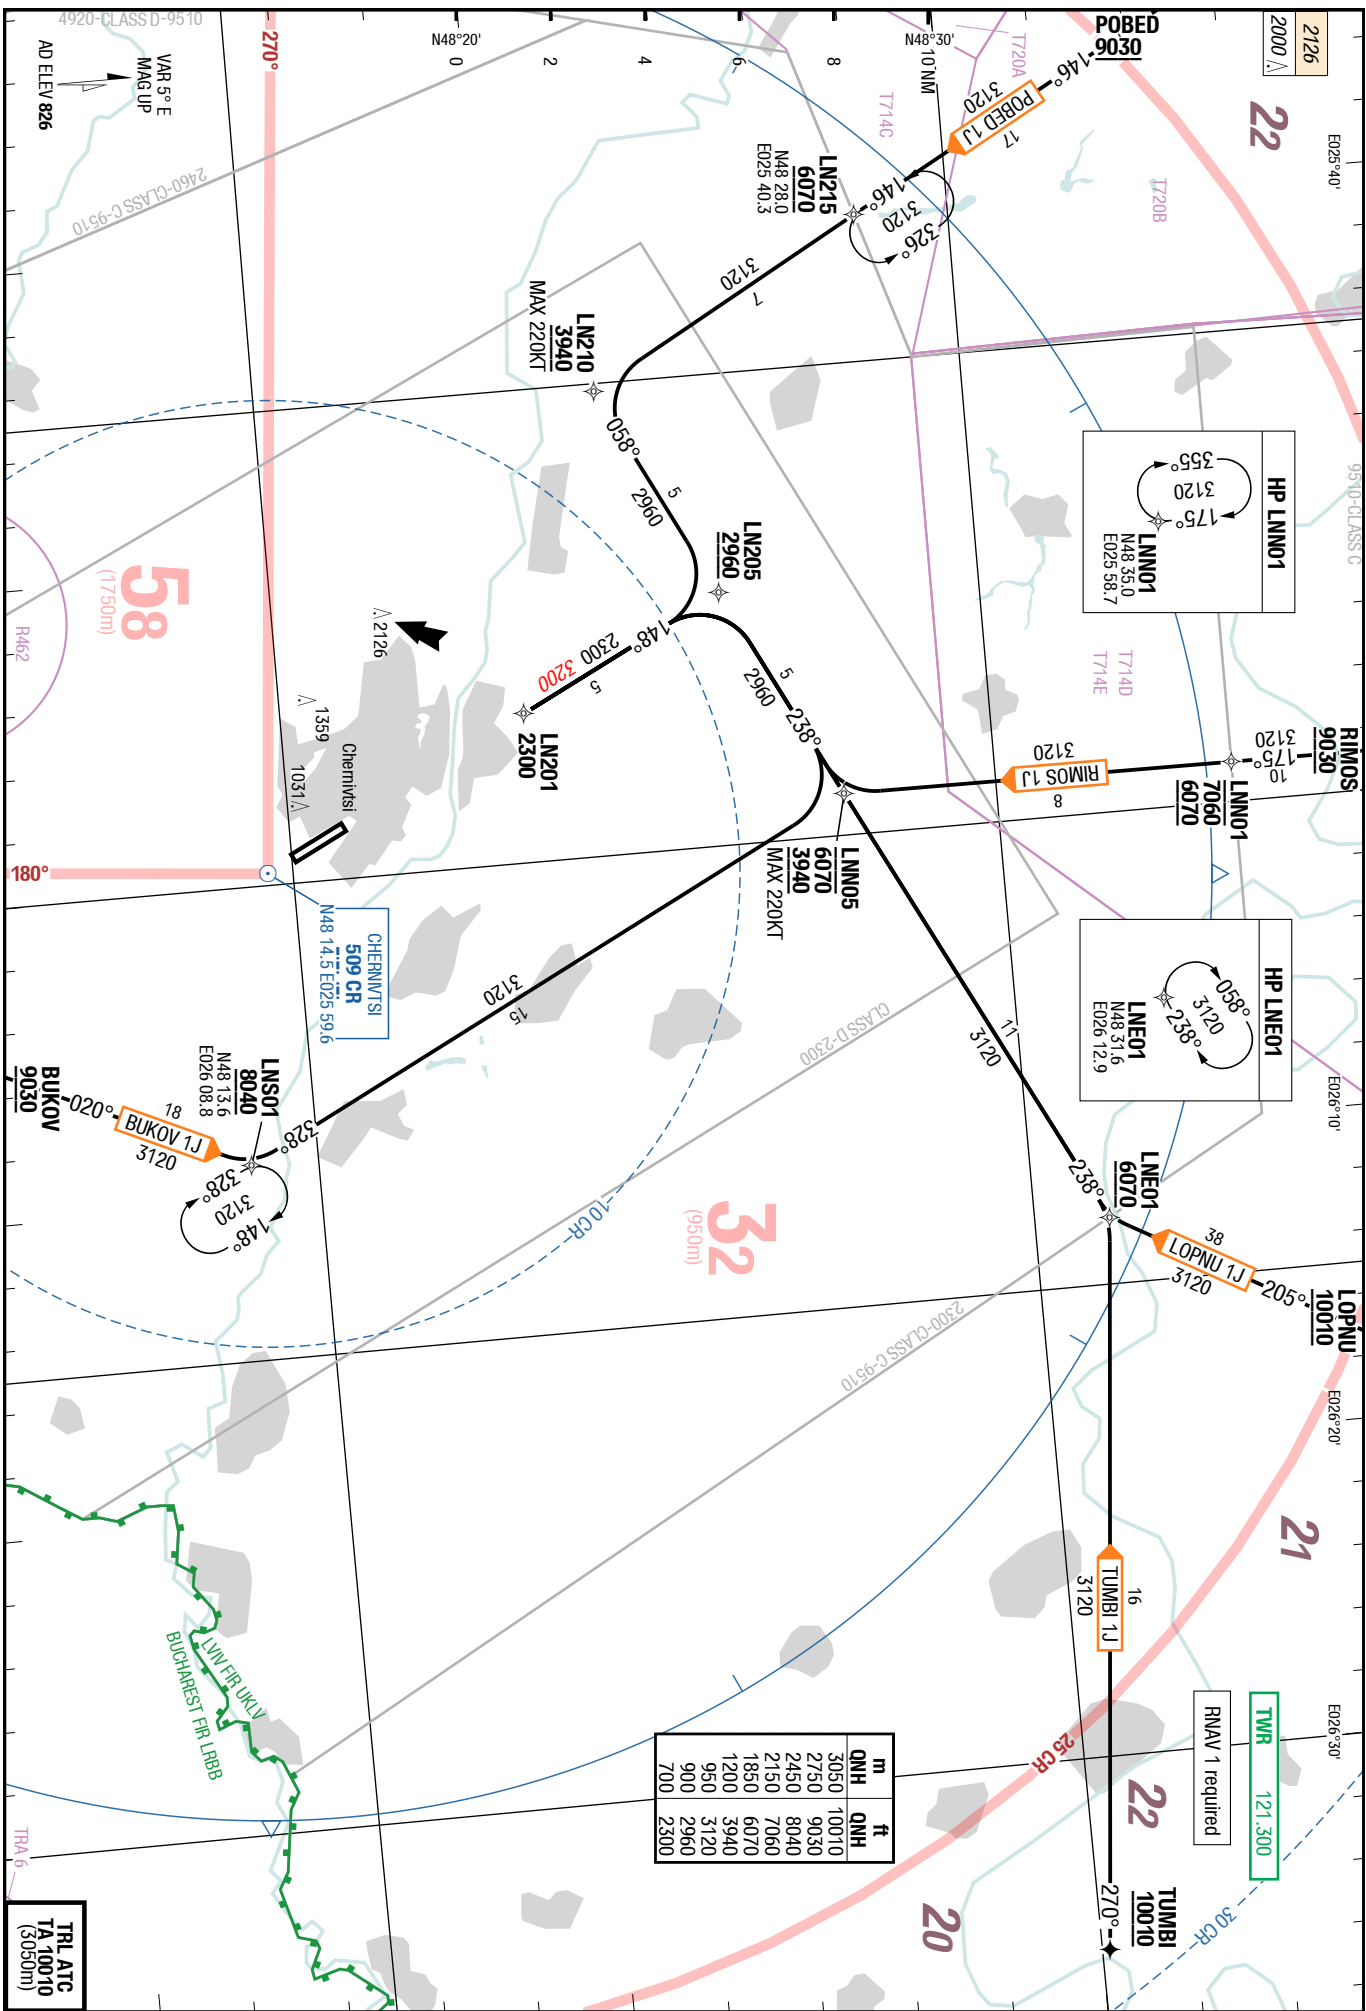 2126
2000
22
E025°40'
9510-CLASS C
HP LNN01
355°
3120
175°
LNN01
N48 35.0
E025 58.7
RIMOS
9030
175°
3120
10
LNN01
7060
6070
RIMOS 1J
3120
8
HP LNE01
058°
3120
238°
LNE01
N48 31.6
E026 12.9
E026°10'
LNE01
6070
238°
LOPNU
10010
205°
38
LOPNU 1J
3120
E026°20'
21
TWR 121.300
RNAV 1 required
E026°30'
22
30 CR
TUMBI
10010
270°
16
TUMBI 1J
3120
25 CR
20
POBED
9030
146°
POBED 1J
3120
17
T720A
T714C
T720B
T714D
T714E
N48°30'
10 NM
8
6
4
2
0
N48°20'
LN215
6070
N48 28.0
E025 40.3
146°
3120
326°
3120
7
LN210
3940
MAX 220KT
058°
5
2960
LN205
2960
5
2960
238°
148°
2300
3200
5
LN201
2300
LNN05
6070
3940
MAX 220KT
11
3120
CLASS D-2300
2300-CLASS C-9510
3120
15
10 CR
32
(950m)
m ft
QNH QNH
3050 10010
2750 9030
2450 8040
2150 7060
1850 6070
1200 3940
950 3120
900 2960
700 2300
4920-CLASS D-9510
270°
VAR 5° E
MAG UP
AD ELEV 826
2460-CLASS C-9510
58
(1750m)
R462
2126
1359
Chernivtsi
1031
180°
CHERNIVTSI
509 CR
N48 14.5 E025 59.6
LNS01
8040
N48 13.6
E026 08.8
328°
328°
3120
148°
BUKOV
9030
020°
18
BUKOV 1J
3120
LVIV FIR UKLV
BUCHAREST FIR LRBB
TRA 6
TRL ATC
TA 10010
(3050m)